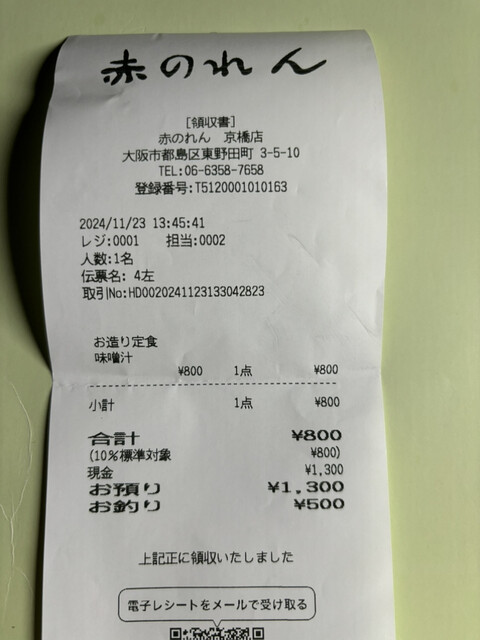 赤のれん
[領収書]
赤のれん 京橋店
大阪市都島区東野田町 3-5-10
TEL:06-6358-7658
登録番号:T5120001010163
2024/11/23 13:45:41
レジ:0001 担当:0002
人数:1名
伝票名: 4左
取引No:HD0020241123133042823
お造り定食
味噌汁
¥800 1点 ¥800
小計 1点 ¥800
合計 ¥800
(10%標準対象 ¥800)
現金 ¥1,300
お預り ¥1,300
お釣り ¥500
上記正に領収いたしました
電子レシートをメールで受け取る